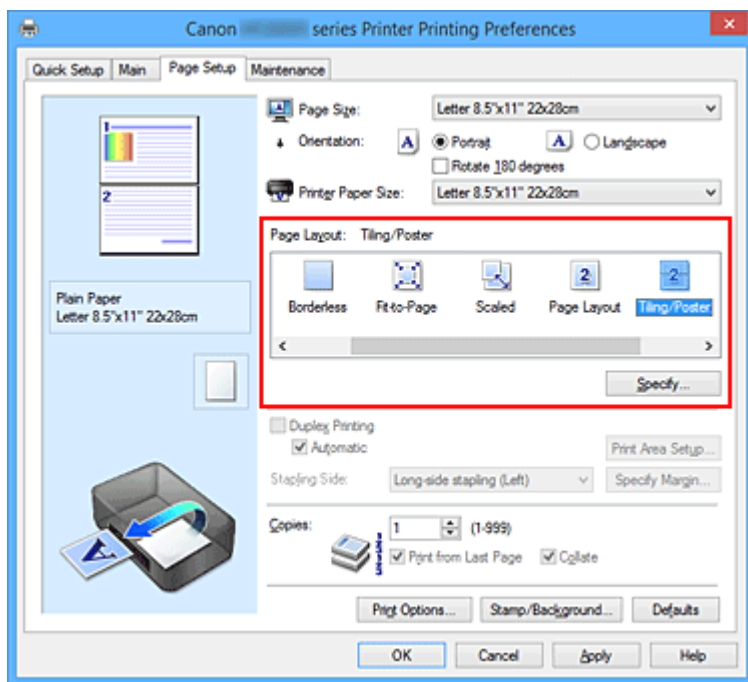 Canon series Printer Printing Preferences
Quick Setup Main Page Setup Maintenance
1
2
Plain Paper
Letter 8.5"x11" 22x28cm
Page Size: Letter 8.5"x11" 22x28cm
Orientation: A Portrait A Landscape
Rotate 180 degrees
Printer Paper Size: Letter 8.5"x11" 22x28cm
Page Layout: Tiling/Poster
2 2
Borderless Fit-to-Page Scaled Page Layout Tiling/Poster
Specify...
Duplex Printing
Automatic Print Area Setup...
Stapling Side: Long-side stapling (Left) Specify Margin...
Copies: 1 (1-999)
Print from Last Page Collate
A
Print Options... Stamp/Background... Defaults
OK Cancel Apply Help